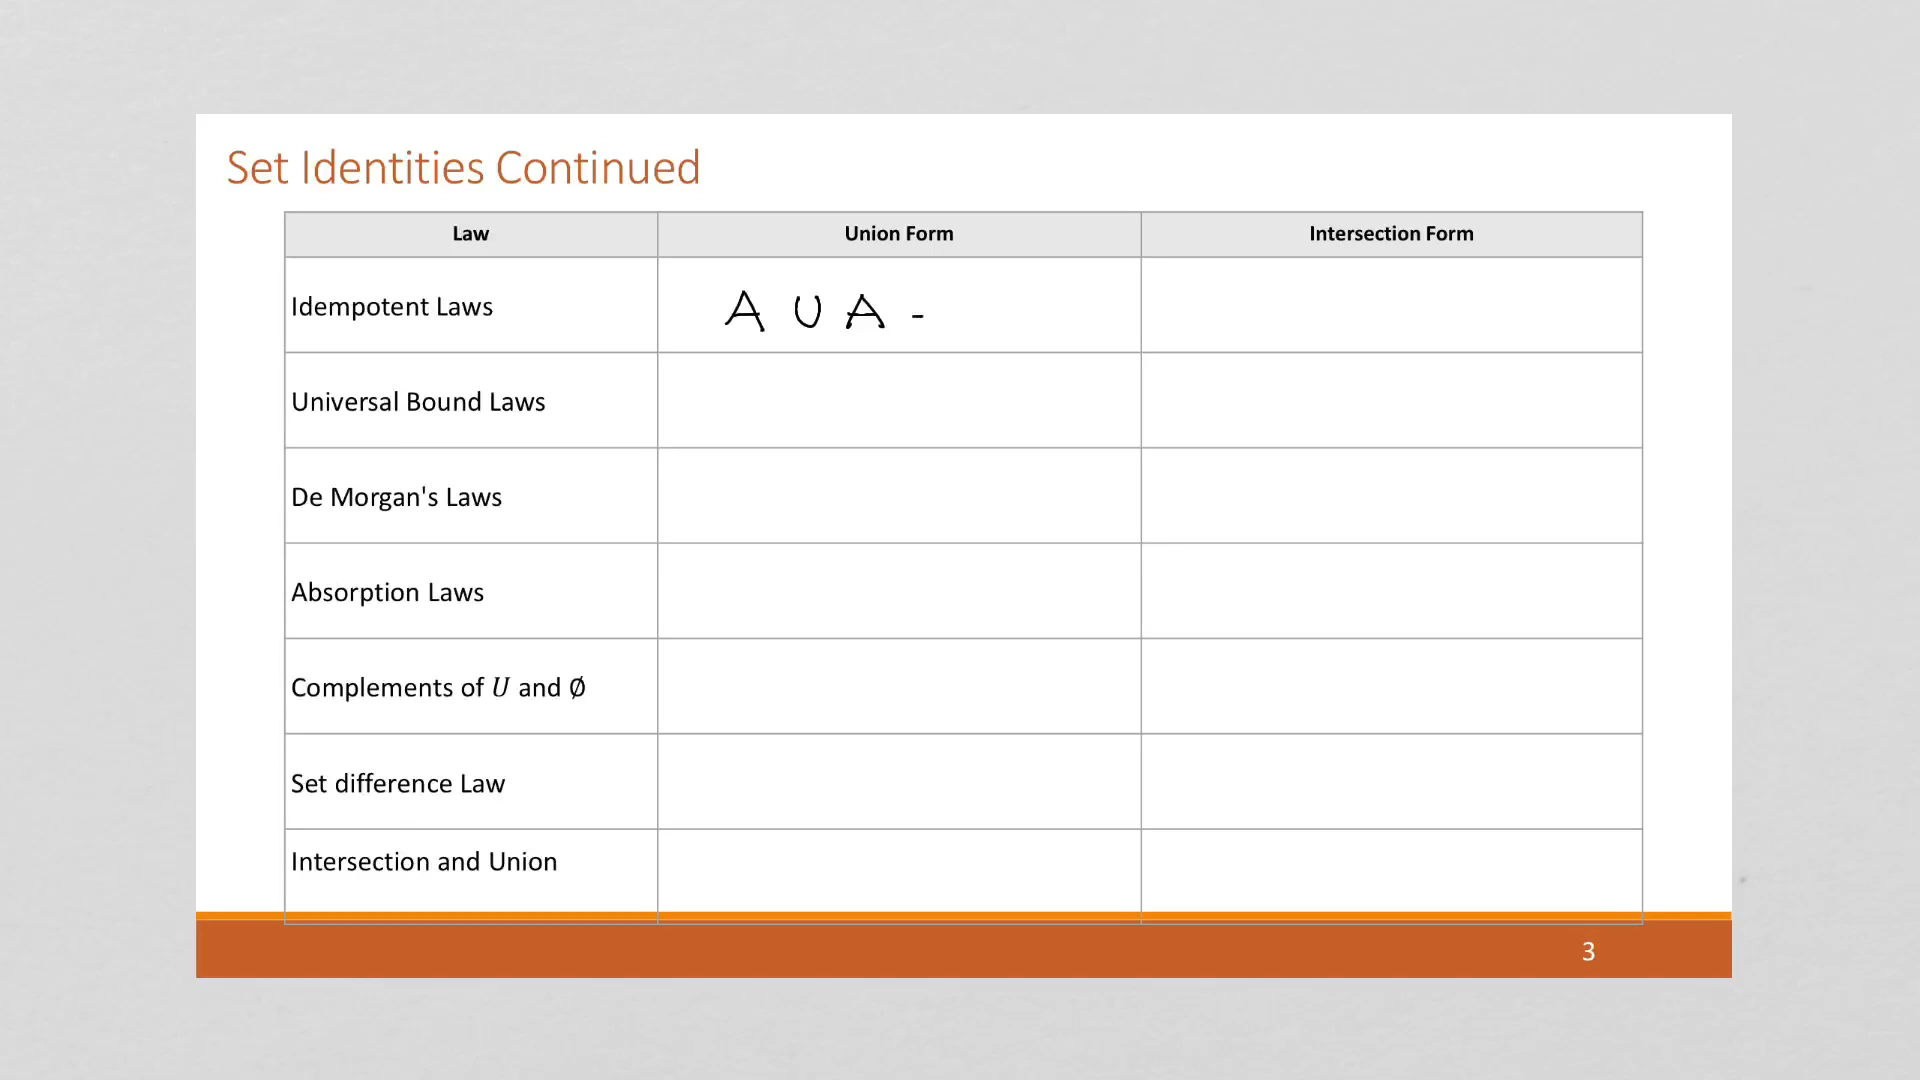 Set Identities Continued
Law Union Form Intersection Form
Idempotent Laws A ∪ A -
Universal Bound Laws
De Morgan's Laws
Absorption Laws
Complements of U and ∅
Set difference Law
Intersection and Union
3